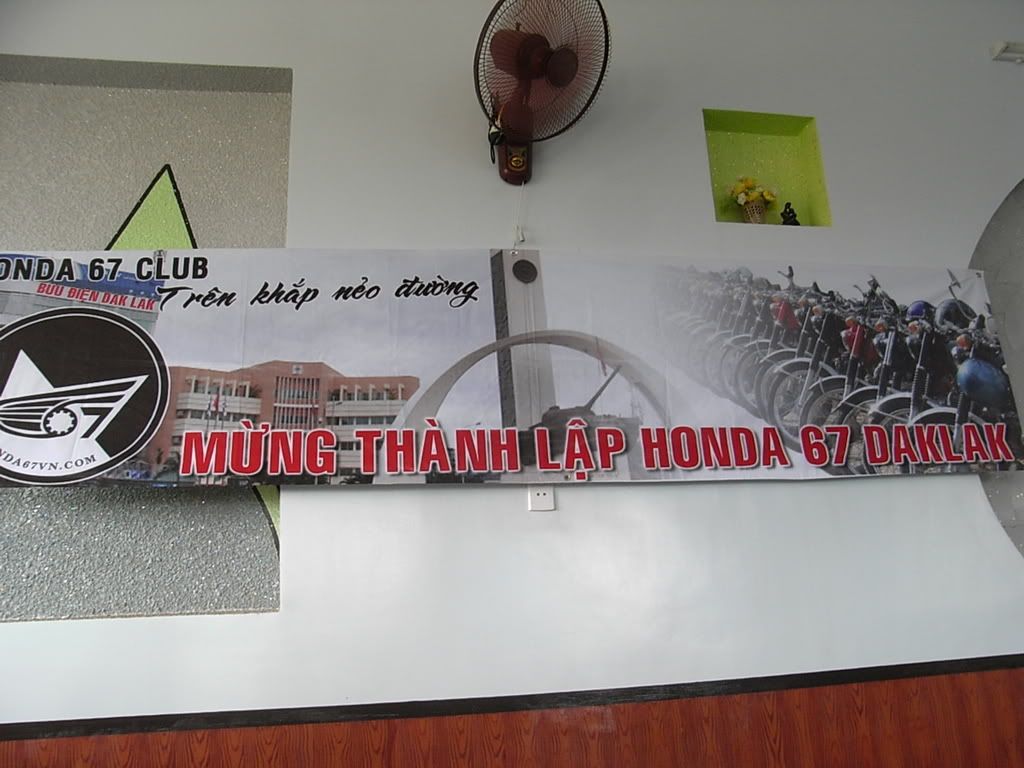 ONDA 67 CLUB
BƯU ĐIỆN DAK LAK
Trên khắp nẻo đường
67
NDA67VN.COM
MỪNG THÀNH LẬP HONDA 67 DAKLAK